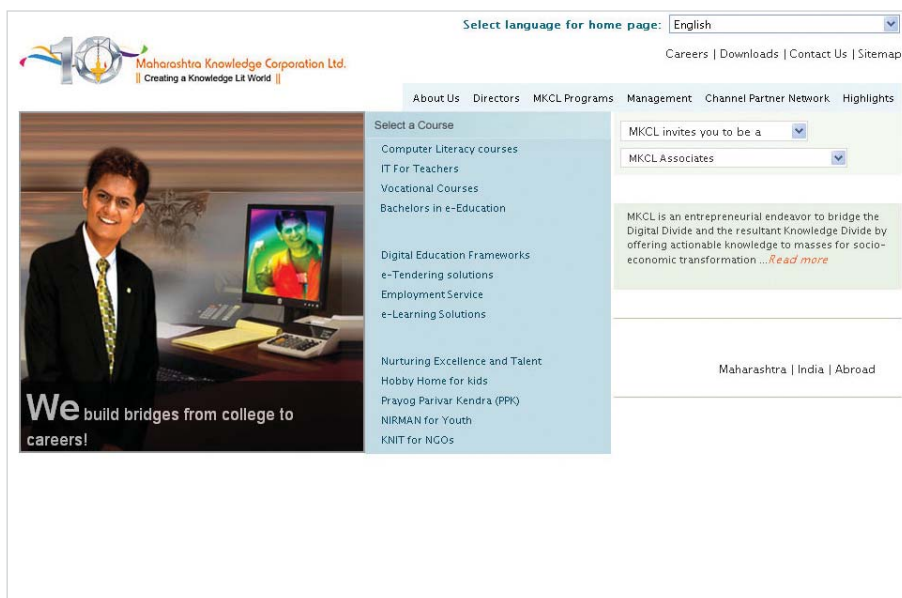 Select language for home page: English
Careers | Downloads | Contact Us | Sitemap
10
Maharashtra Knowledge Corporation Ltd.
|| Creating a Knowledge Lit World ||
About Us Directors MKCL Programs Management Channel Partner Network Highlights
We build bridges from college to
careers!
Select a Course
Computer Literacy courses
IT For Teachers
Vocational Courses
Bachelors in e-Education
Digital Education Frameworks
e-Tendering solutions
Employment Service
e-Learning Solutions
Nurturing Excellence and Talent
Hobby Home for kids
Prayog Parivar Kendra (PPK)
NIRMAN for Youth
KNIT for NGOs
MKCL invites you to be a
MKCL Associates
MKCL is an entrepreneurial endeavor to bridge the
Digital Divide and the resultant Knowledge Divide by
offering actionable knowledge to masses for socio-
economic transformation ...Read more
Maharashtra | India | Abroad